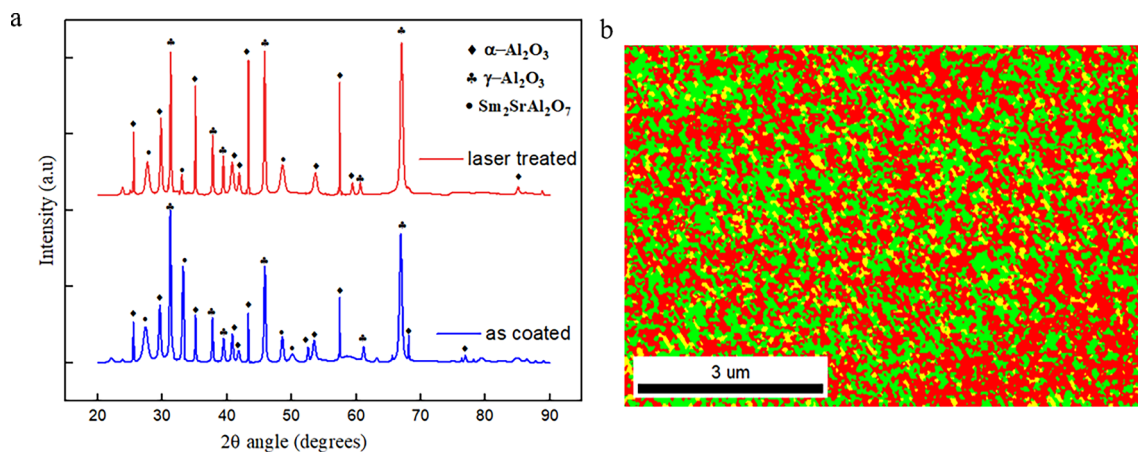 a
♦ α−Al₂O₃
♣ γ−Al₂O₃
• Sm₂SrAl₂O₇
laser treated
as coated
Intensity (a.u)
20 30 40 50 60 70 80 90
2θ angle (degrees)
b
3 um